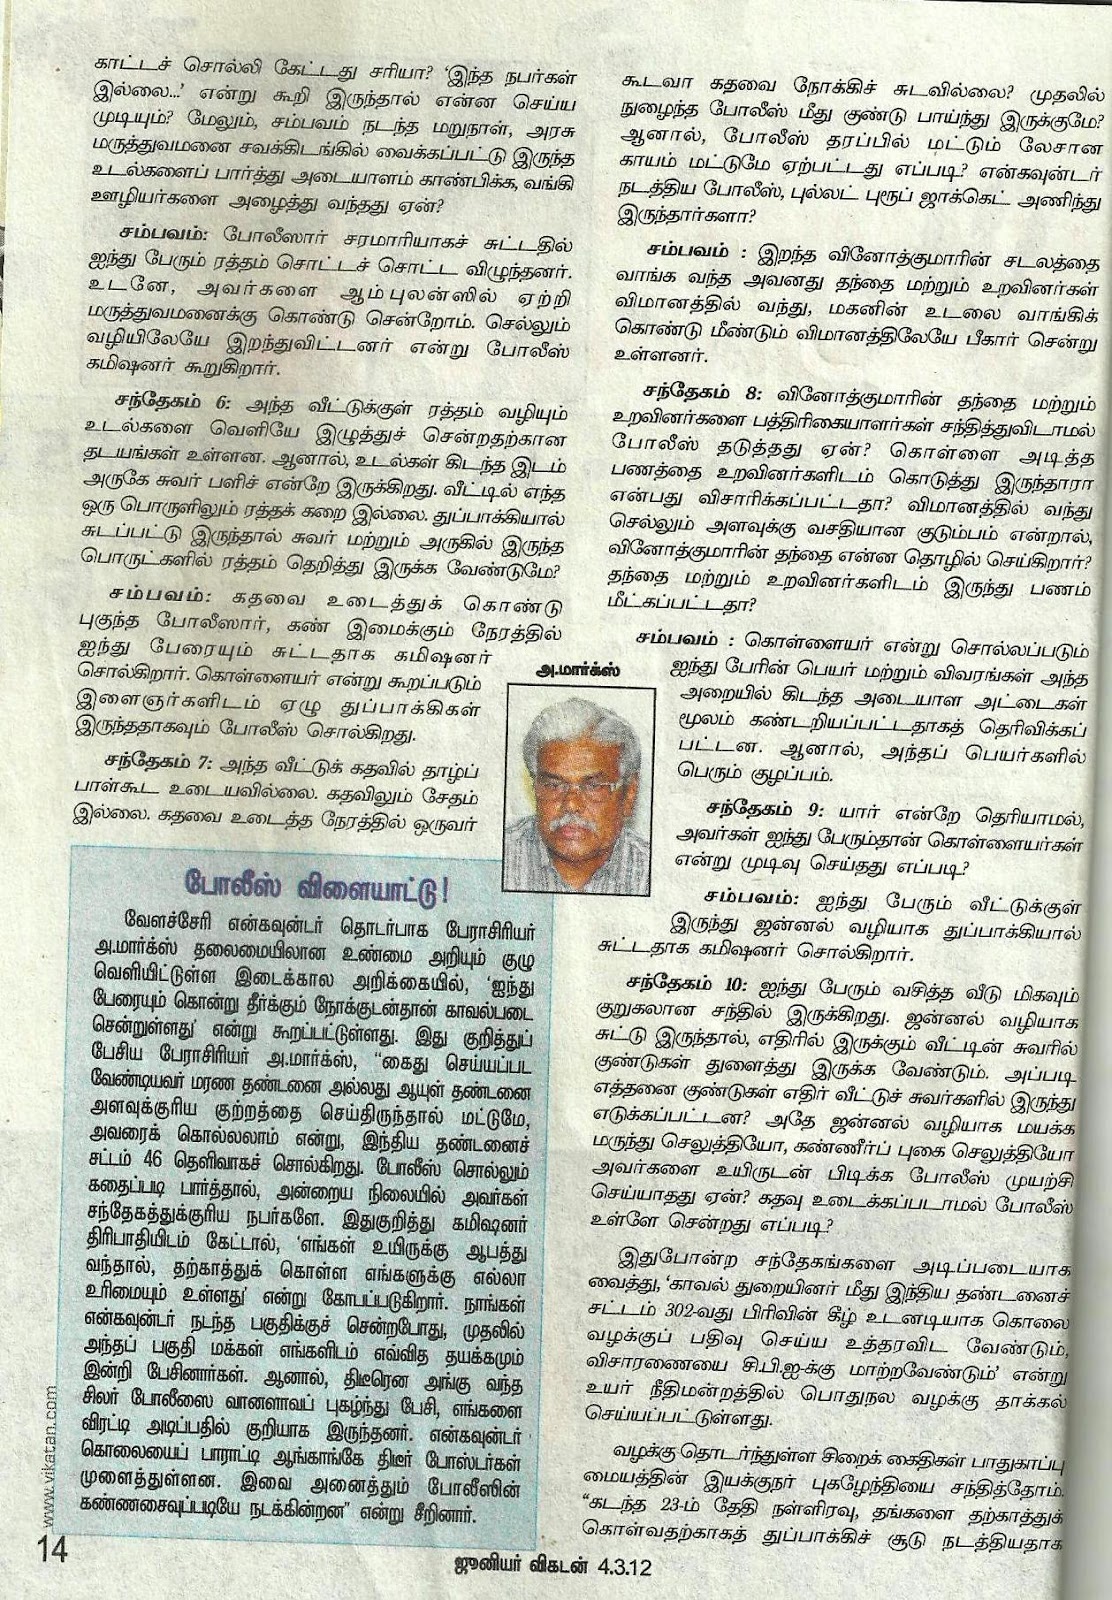 காட்டச் சொல்லி கேட்டது சரியா? ‘இந்த நபர்கள்
இல்லை...’ என்று கூறி இருந்தால் என்ன செய்ய
முடியும்? மேலும், சம்பவம் நடந்த மறுநாள், அரசு
மருத்துவமனை சவக்கிடங்கில் வைக்கப்பட்டு இருந்த
உடல்களைப் பார்த்து அடையாளம் காண்பிக்க, வங்கி
ஊழியர்களை அழைத்து வந்தது ஏன்?
சம்பவம்: போலீஸார் சரமாரியாகச் சுட்டதில்
ஐந்து பேரும் ரத்தம் சொட்டச் சொட்ட விழுந்தனர்.
உடனே, அவர்களை ஆம்புலன்ஸில் ஏற்றி
மருத்துவமனைக்கு கொண்டு சென்றோம். செல்லும்
வழியிலேயே இறந்துவிட்டனர் என்று போலீஸ்
கமிஷனர் கூறுகிறார்.
சந்தேகம் 6: அந்த வீட்டுக்குள் ரத்தம் வழியும்
உடல்களை வெளியே இழுத்துச் சென்றதற்கான
தடயங்கள் உள்ளன. ஆனால், உடல்கள் கிடந்த இடம்
அருகே சுவர் பளிச் என்றே இருக்கிறது. வீட்டில் எந்த
ஒரு பொருளிலும் ரத்தக் கறை இல்லை. துப்பாக்கியால்
சுடப்பட்டு இருந்தால் சுவர் மற்றும் அருகில் இருந்த
பொருட்களில் ரத்தம் தெறித்து இருக்க வேண்டுமே?
சம்பவம்: கதவை உடைத்துக் கொண்டு
புகுந்த போலீஸார், கண் இமைக்கும் நேரத்தில்
ஐந்து பேரையும் சுட்டதாக கமிஷனர்
சொல்கிறார். கொள்ளையர் என்று கூறப்படும்
இளைஞர்களிடம் ஏழு துப்பாக்கிகள்
இருந்ததாகவும் போலீஸ் சொல்கிறது.
சந்தேகம் 7: அந்த வீட்டுக் கதவில் தாழ்ப்
பாள்கூட உடையவில்லை. கதவிலும் சேதம்
இல்லை. கதவை உடைத்த நேரத்தில் ஒருவர்
போலீஸ் விளையாட்டு!
வேளச்சேரி என்கவுன்டர் தொடர்பாக பேராசிரியர்
அ.மார்க்ஸ் தலைமையிலான உண்மை அறியும் குழு
வெளியிட்டுள்ள இடைக்கால அறிக்கையில், ‘ஐந்து
பேரையும் கொன்று தீர்க்கும் நோக்குடன்தான் காவல்படை
சென்றுள்ளது’ என்று கூறப்பட்டுள்ளது. இது குறித்துப்
பேசிய பேராசிரியர் அ.மார்க்ஸ், “கைது செய்யப்பட
வேண்டியவர் மரண தண்டனை அல்லது ஆயுள் தண்டனை
அளவுக்குரிய குற்றத்தை செய்திருந்தால் மட்டுமே,
அவரைக் கொல்லலாம் என்று, இந்திய தண்டனைச்
சட்டம் 46 தெளிவாகச் சொல்கிறது. போலீஸ் சொல்லும்
கதைப்படி பார்த்தால், அன்றைய நிலையில் அவர்கள்
சந்தேகத்துக்குரிய நபர்களே. இதுகுறித்து கமிஷனர்
திரிபாதியிடம் கேட்டால், ‘எங்கள் உயிருக்கு ஆபத்து
வந்தால், தற்காத்துக் கொள்ள எங்களுக்கு எல்லா
உரிமையும் உள்ளது’ என்று கோபப்படுகிறார். நாங்கள்
என்கவுன்டர் நடந்த பகுதிக்குச் சென்றபோது, முதலில்
அந்தப் பகுதி மக்கள் எங்களிடம் எவ்வித தயக்கமும்
இன்றி பேசினார்கள். ஆனால், திடீரென அங்கு வந்த
சிலர் போலீஸை வானளாவப் புகழ்ந்து பேசி, எங்களை
விரட்டி அடிப்பதில் குறியாக இருந்தனர். என்கவுன்டர்
கொலையைப் பாராட்டி ஆங்காங்கே திடீர் போஸ்டர்கள்
முளைத்துள்ளன. இவை அனைத்தும் போலீஸின்
கண்ணசைவுப்படியே நடக்கின்றன” என்று சீறினார்.
அ.மார்க்ஸ்
கூடவா கதவை நோக்கிச் சுடவில்லை? முதலில்
நுழைந்த போலீஸ் மீது குண்டு பாய்ந்து இருக்குமே?
ஆனால், போலீஸ் தரப்பில் மட்டும் லேசான
காயம் மட்டுமே ஏற்பட்டது எப்படி? என்கவுன்டர்
நடத்திய போலீஸ், புல்லட் புரூப் ஜாக்கெட் அணிந்து
இருந்தார்களா?
சம்பவம் : இறந்த வினோத்குமாரின் சடலத்தை
வாங்க வந்த அவனது தந்தை மற்றும் உறவினர்கள்
விமானத்தில் வந்து, மகனின் உடலை வாங்கிக்
கொண்டு மீண்டும் விமானத்திலேயே பீகார் சென்று
உள்ளனர்.
சந்தேகம் 8: வினோத்குமாரின் தந்தை மற்றும்
உறவினர்களை பத்திரிகையாளர்கள் சந்தித்துவிடாமல்
போலீஸ் தடுத்தது ஏன்? கொள்ளை அடித்த
பணத்தை உறவினர்களிடம் கொடுத்து இருந்தாரா
என்பது விசாரிக்கப்பட்டதா? விமானத்தில் வந்து
செல்லும் அளவுக்கு வசதியான குடும்பம் என்றால்,
வினோத்குமாரின் தந்தை என்ன தொழில் செய்கிறார்?
தந்தை மற்றும் உறவினர்களிடம் இருந்து பணம்
மீட்கப்பட்டதா?
சம்பவம் : கொள்ளையர் என்று சொல்லப்படும்
ஐந்து பேரின் பெயர் மற்றும் விவரங்கள் அந்த
அறையில் கிடந்த அடையாள அட்டைகள்
மூலம் கண்டறியப்பட்டதாகத் தெரிவிக்கப்
பட்டன. ஆனால், அந்தப் பெயர்களில்
பெரும் குழப்பம்.
சந்தேகம் 9: யார் என்றே தெரியாமல்,
அவர்கள் ஐந்து பேரும்தான் கொள்ளையர்கள்
என்று முடிவு செய்தது எப்படி?
சம்பவம்: ஐந்து பேரும் வீட்டுக்குள்
இருந்து ஜன்னல் வழியாக துப்பாக்கியால்
சுட்டதாக கமிஷனர் சொல்கிறார்.
சந்தேகம் 10: ஐந்து பேரும் வசித்த வீடு மிகவும்
குறுகலான சந்தில் இருக்கிறது. ஜன்னல் வழியாக
சுட்டு இருந்தால், எதிரில் இருக்கும் வீட்டின் சுவரில்
குண்டுகள் துளைத்து இருக்க வேண்டும். அப்படி
எத்தனை குண்டுகள் எதிர் வீட்டுச் சுவர்களில் இருந்து
எடுக்கப்பட்டன? அதே ஜன்னல் வழியாக மயக்க
மருந்து செலுத்தியோ, கண்ணீர்ப் புகை செலுத்தியோ
அவர்களை உயிருடன் பிடிக்க போலீஸ் முயற்சி
செய்யாதது ஏன்? கதவு உடைக்கப்படாமல் போலீஸ்
உள்ளே சென்றது எப்படி?
இதுபோன்ற சந்தேகங்களை அடிப்படையாக
வைத்து, ‘காவல் துறையினர் மீது இந்திய தண்டனைச்
சட்டம் 302-வது பிரிவின் கீழ் உடனடியாக கொலை
வழக்குப் பதிவு செய்ய உத்தரவிட வேண்டும்,
விசாரணையை சி.பி.ஐ-க்கு மாற்றவேண்டும்’ என்று
உயர் நீதிமன்றத்தில் பொதுநல வழக்கு தாக்கல்
செய்யப்பட்டுள்ளது.
வழக்கு தொடர்ந்துள்ள சிறைக் கைதிகள் பாதுகாப்பு
மையத்தின் இயக்குநர் புகழேந்தியை சந்தித்தோம்.
“கடந்த 23-ம் தேதி நள்ளிரவு, தங்களை தற்காத்துக்
கொள்வதற்காகத் துப்பாக்கிச் சூடு நடத்தியதாக
www.vikatan.com
14
ஜூனியர் விகடன் 4.3.12